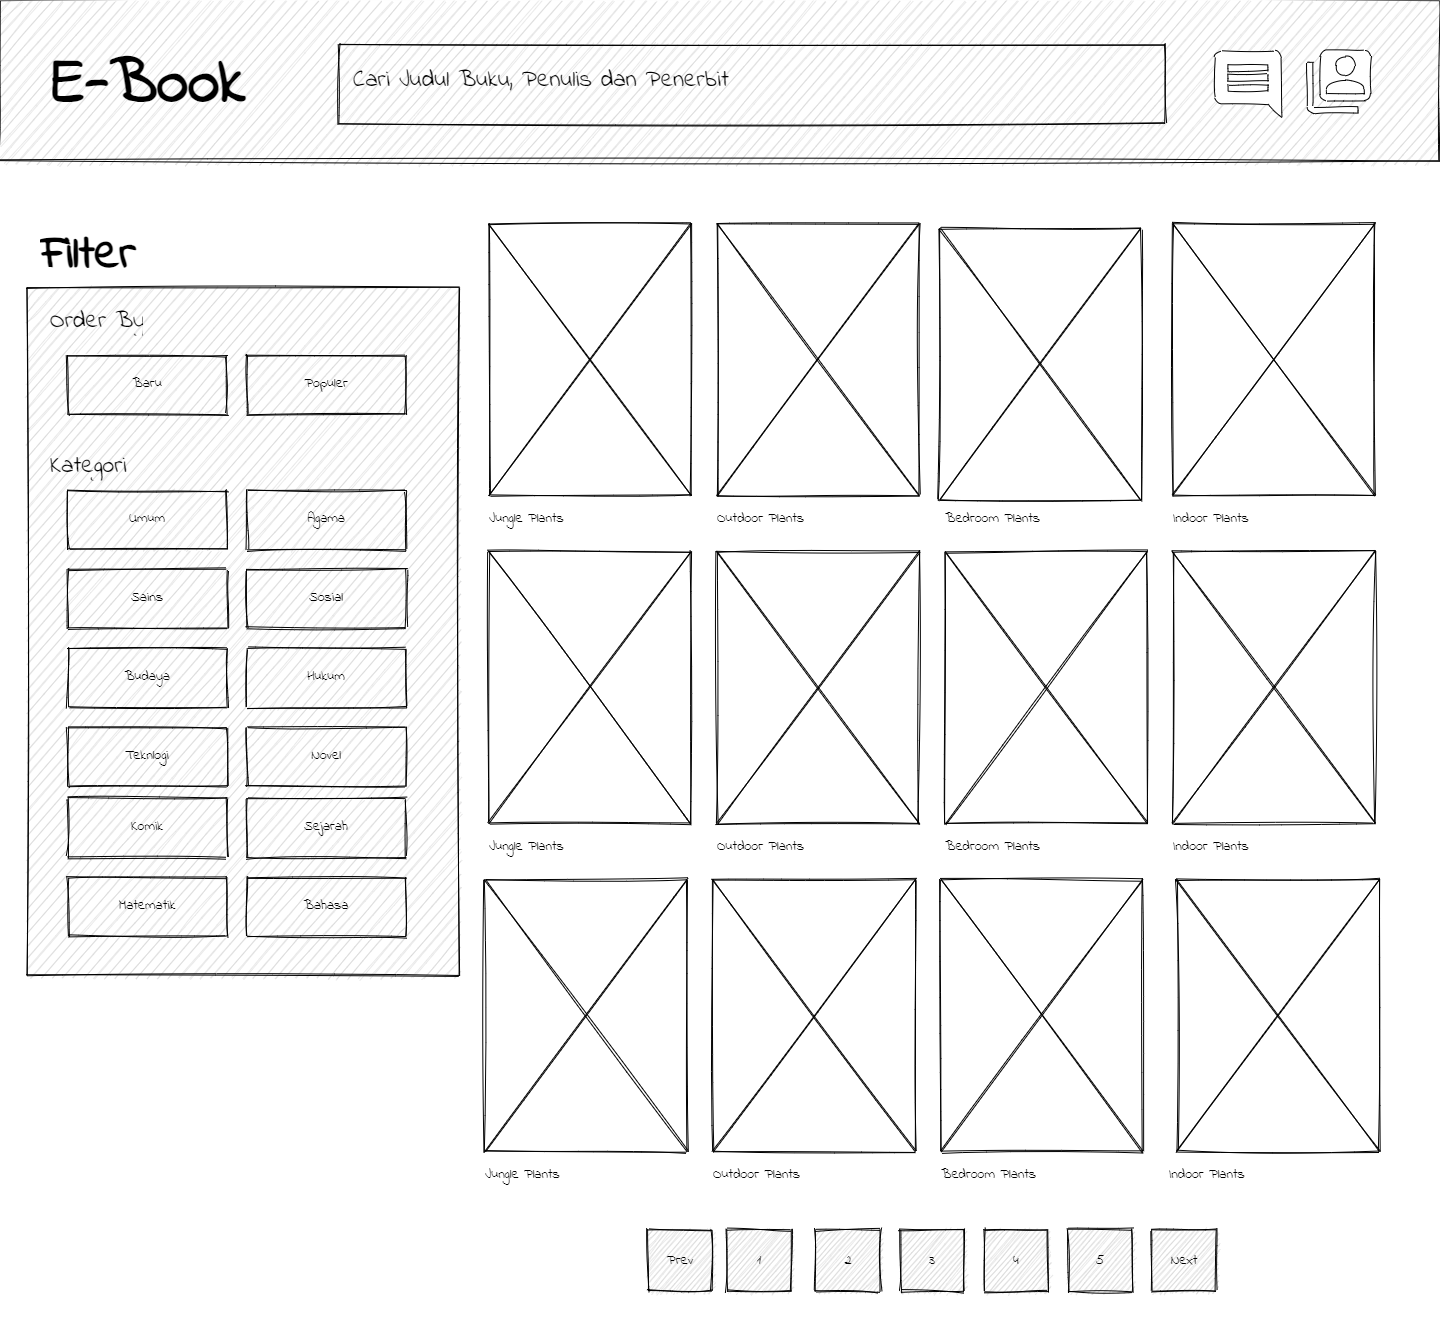 E-Book
Cari Judul Buku, Penulis dan Penerbit
Filter
Order By
Baru
Populer
Kategori
Umum
Agama
Sains
Sosial
Budaya
Hukum
Teknlogi
Novel
Komik
Sejarah
Matematik
Bahasa
Jungle Plants
Outdoor Plants
Bedroom Plants
Indoor Plants
Jungle Plants
Outdoor Plants
Bedroom Plants
Indoor Plants
Jungle Plants
Outdoor Plants
Bedroom Plants
Indoor Plants
Prev
1
2
3
4
5
Next